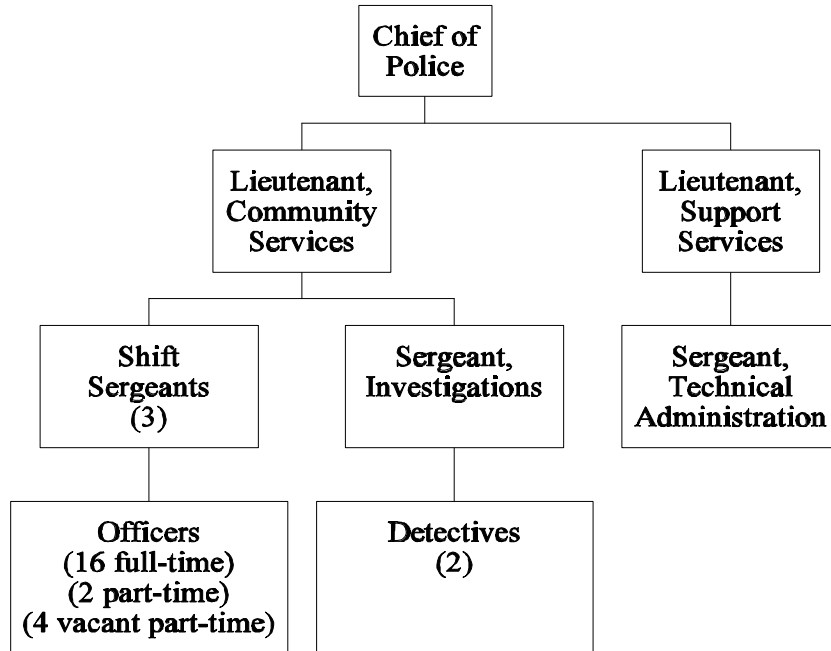 Chief of
Police
Lieutenant,
Community
Services
Lieutenant,
Support
Services
Shift
Sergeants
(3)
Sergeant,
Investigations
Sergeant,
Technical
Administration
Officers
(16 full-time)
(2 part-time)
(4 vacant part-time)
Detectives
(2)